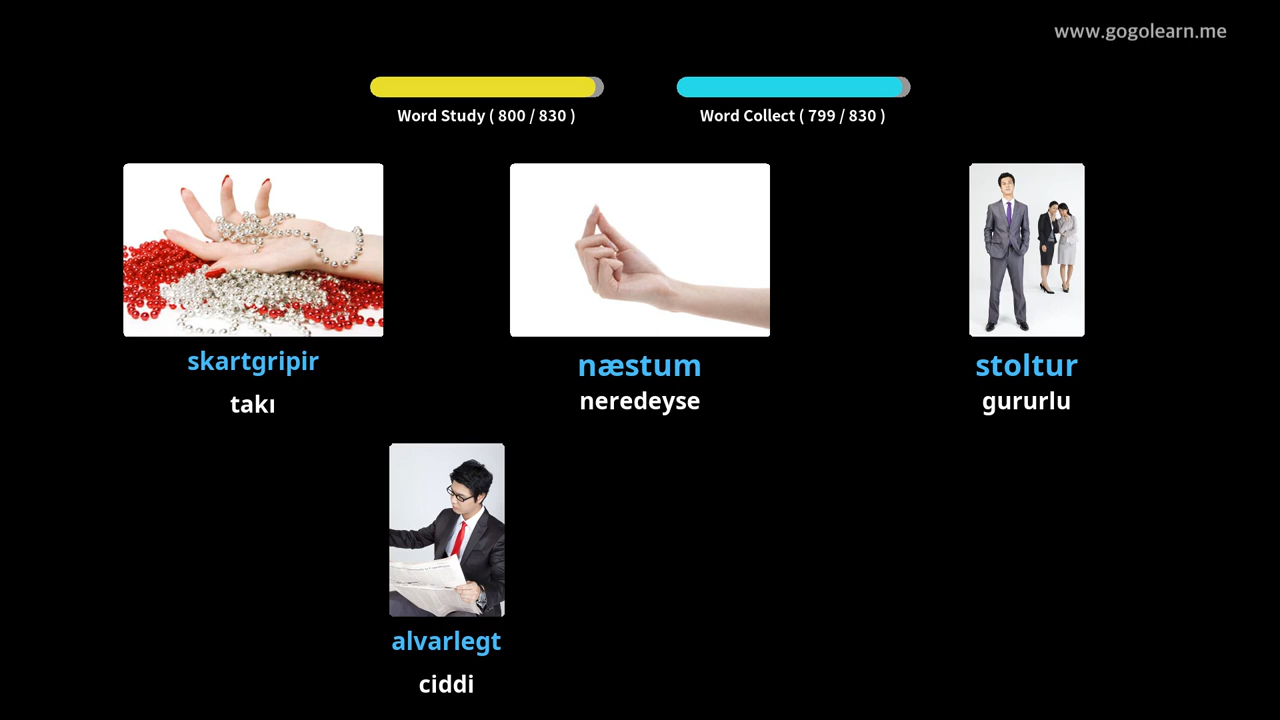 www.gogolearn.me
Word Study ( 800 / 830 )
Word Collect ( 799 / 830 )
skartgripir
takı
næstum
neredeyse
stoltur
gururlu
alvarlegt
ciddi